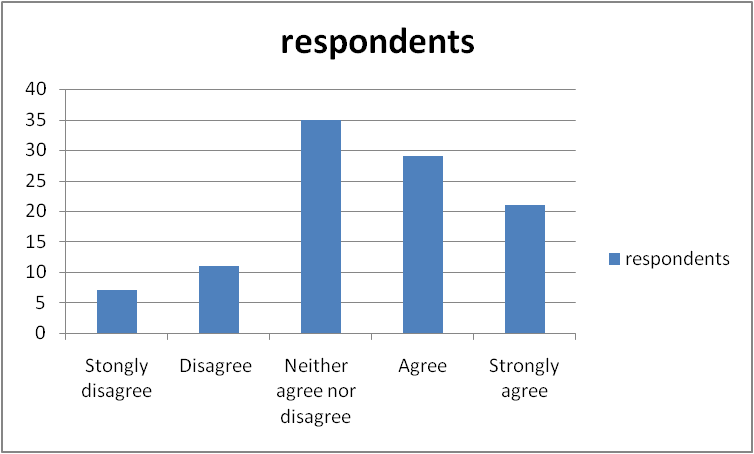 respondents
40
35
30
25
20
15
10
5
0
Stongly
disagree
Disagree
Neither
agree nor
disagree
Agree
Strongly
agree
respondents